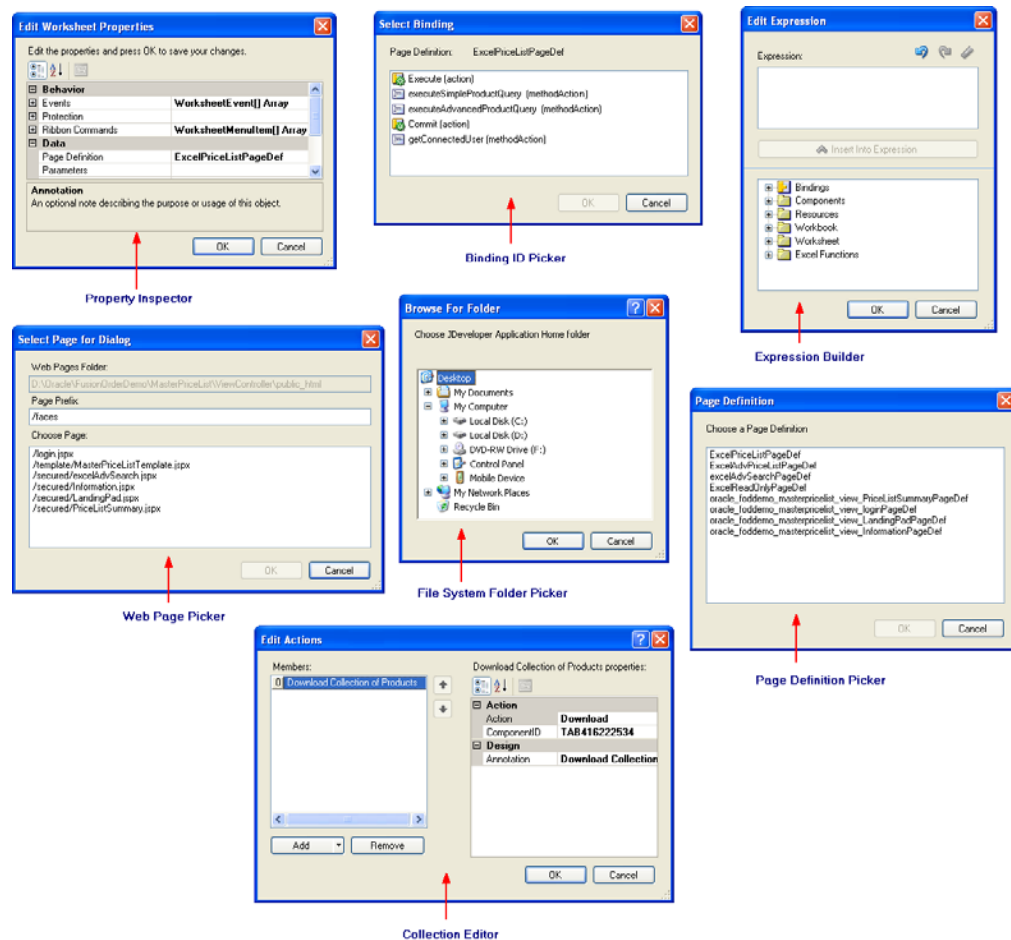 Edit Worksheet Properties
Edit the properties and press OK to save your changes.
Behavior
Events WorksheetEvent[] Array
Protection
Ribbon Commands WorksheetMenuItem[] Array
Data
Page Definition ExcelPriceListPageDef
Parameters
Annotation
An optional note describing the purpose or usage of this object.
OK Cancel
Property Inspector
Select Binding
Page Definition: ExcelPriceListPageDef
Execute (action)
executeSimpleProductQuery (methodAction)
executeAdvancedProductQuery (methodAction)
Commit (action)
getConnectedUser (methodAction)
OK Cancel
Binding ID Picker
Edit Expression
Expression:
Insert Into Expression
Bindings
Components
Resources
Workbook
Worksheet
Excel Functions
OK Cancel
Expression Builder
Select Page for Dialog
Web Pages Folder:
D:\Oracle\FusionOrderDemo\MasterPriceList\ViewController\public_html
Page Prefix:
/faces
Choose Page:
/login.jspx
/template/MasterPriceListTemplate.jspx
/secured/excelAdvSearch.jspx
/secured/Information.jspx
/secured/LandingPad.jspx
/secured/PriceListSummary.jspx
OK Cancel
Web Page Picker
Browse For Folder
Choose JDeveloper Application Home folder
Desktop
My Documents
My Computer
Local Disk (C:)
Local Disk (D:)
DVD-RW Drive (F:)
Control Panel
Mobile Device
My Network Places
Recycle Bin
OK Cancel
File System Folder Picker
Page Definition
Choose a Page Definition
ExcelPriceListPageDef
ExcelAdvPriceListPageDef
excelAdvSearchPageDef
ExcelReadOnlyPageDef
oracle_foddemo_masterpricelist_view_PriceListSummaryPageDef
oracle_foddemo_masterpricelist_view_loginPageDef
oracle_foddemo_masterpricelist_view_LandingPadPageDef
oracle_foddemo_masterpricelist_view_InformationPageDef
OK Cancel
Page Definition Picker
Edit Actions
Members:
0 Download Collection of Products
Add Remove
Download Collection of Products properties:
Action
Action Download
ComponentID TAB416222534
Design
Annotation Download Collection
OK Cancel
Collection Editor